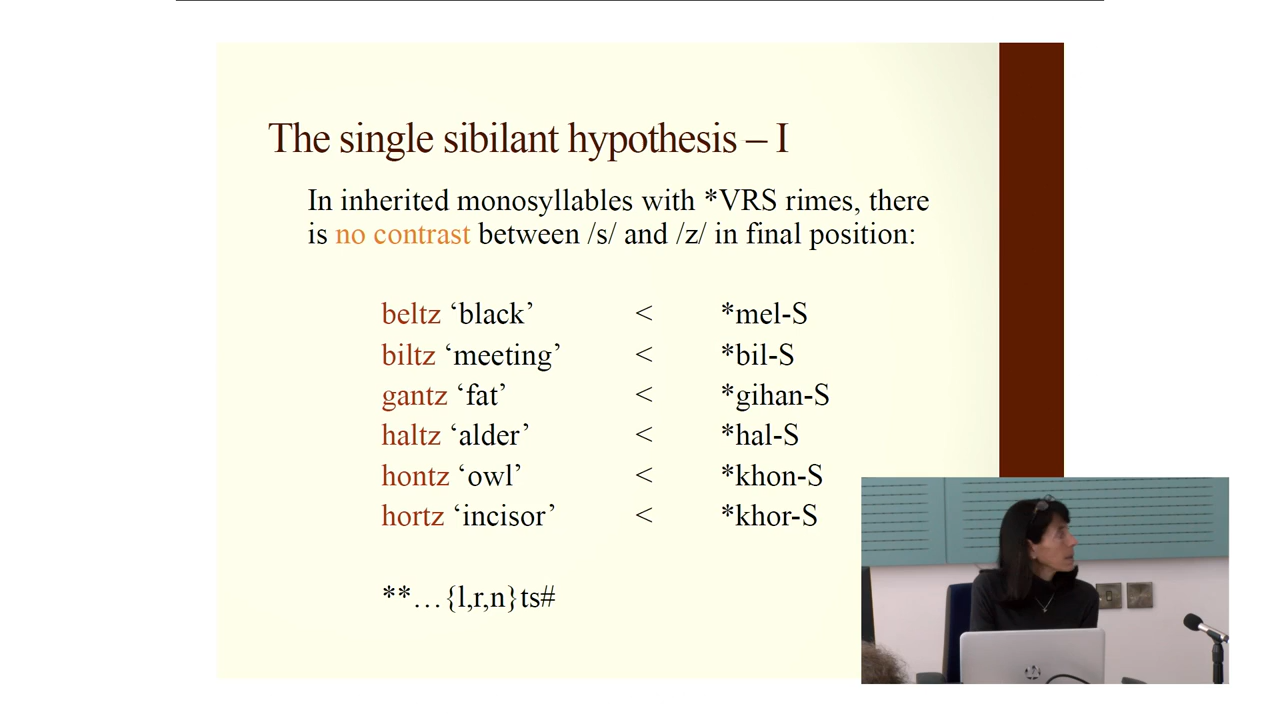 The single sibilant hypothesis – I
In inherited monosyllables with *VRS rimes, there
is no contrast between /s/ and /z/ in final position:
beltz ‘black’ < *mel-S
biltz ‘meeting’ < *bil-S
gantz ‘fat’ < *gihan-S
haltz ‘alder’ < *hal-S
hontz ‘owl’ < *khon-S
hortz ‘incisor’ < *khor-S
**…{l,r,n}ts#